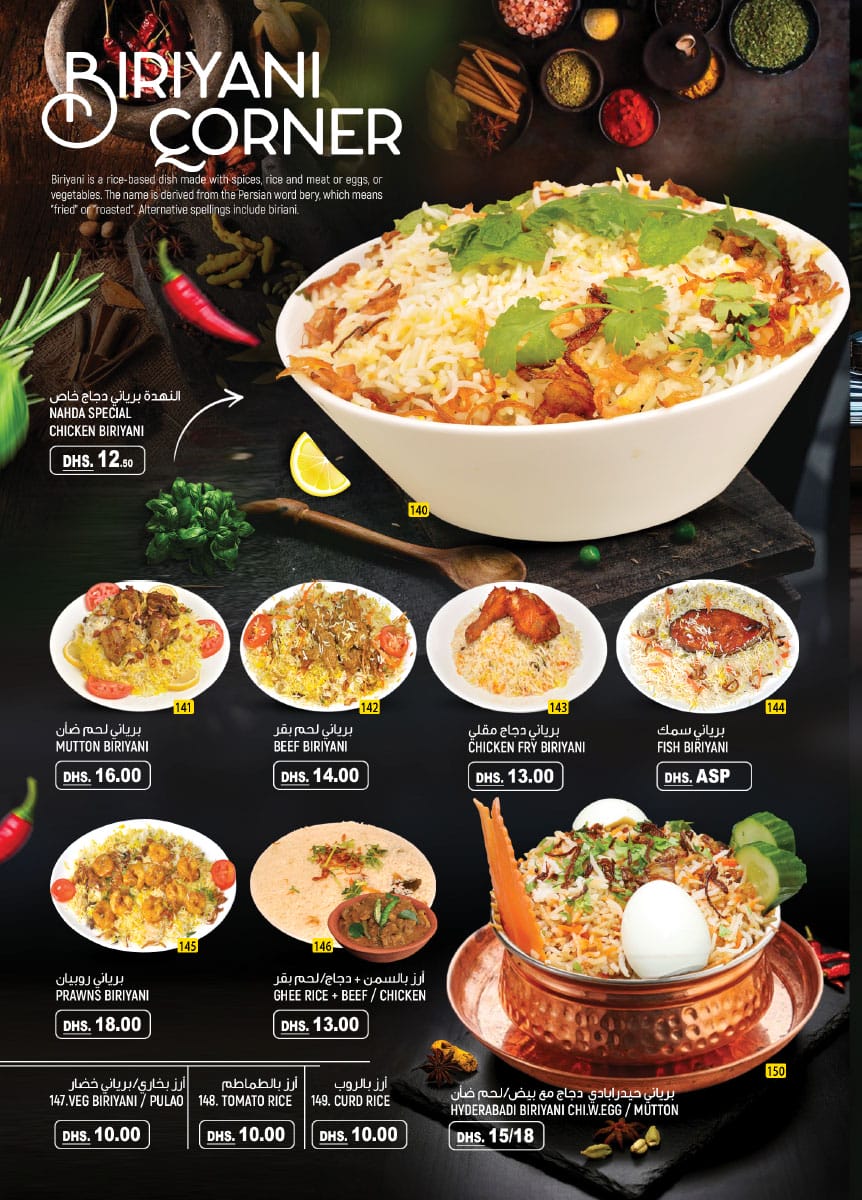 BIRIYANI
CORNER
Biriyani is a rice-based dish made with spices, rice and meat or eggs, or
vegetables. The name is derived from the Persian word bery, which means
"fried" or "roasted". Alternative spellings include biriani.
النهدة برياني دجاج خاص
NAHDA SPECIAL
CHICKEN BIRIYANI
DHS. 12.50
140
141
برياني لحم ضأن
MUTTON BIRIYANI
DHS. 16.00
142
برياني لحم بقر
BEEF BIRIYANI
DHS. 14.00
143
برياني دجاج مقلي
CHICKEN FRY BIRIYANI
DHS. 13.00
144
برياني سمك
FISH BIRIYANI
DHS. ASP
145
برياني روبيان
PRAWNS BIRIYANI
DHS. 18.00
146
أرز بالسمن + دجاج/لحم بقر
GHEE RICE + BEEF / CHICKEN
DHS. 13.00
أرز بخاري/برياني خضار
147.VEG BIRIYANI / PULAO
DHS. 10.00
أرز بالطماطم
148. TOMATO RICE
DHS. 10.00
أرز بالروب
149. CURD RICE
DHS. 10.00
150
برياني حيدرابادي دجاج مع بيض/لحم ضأن
HYDERABADI BIRIYANI CHI.W.EGG / MUTTON
DHS. 15/18